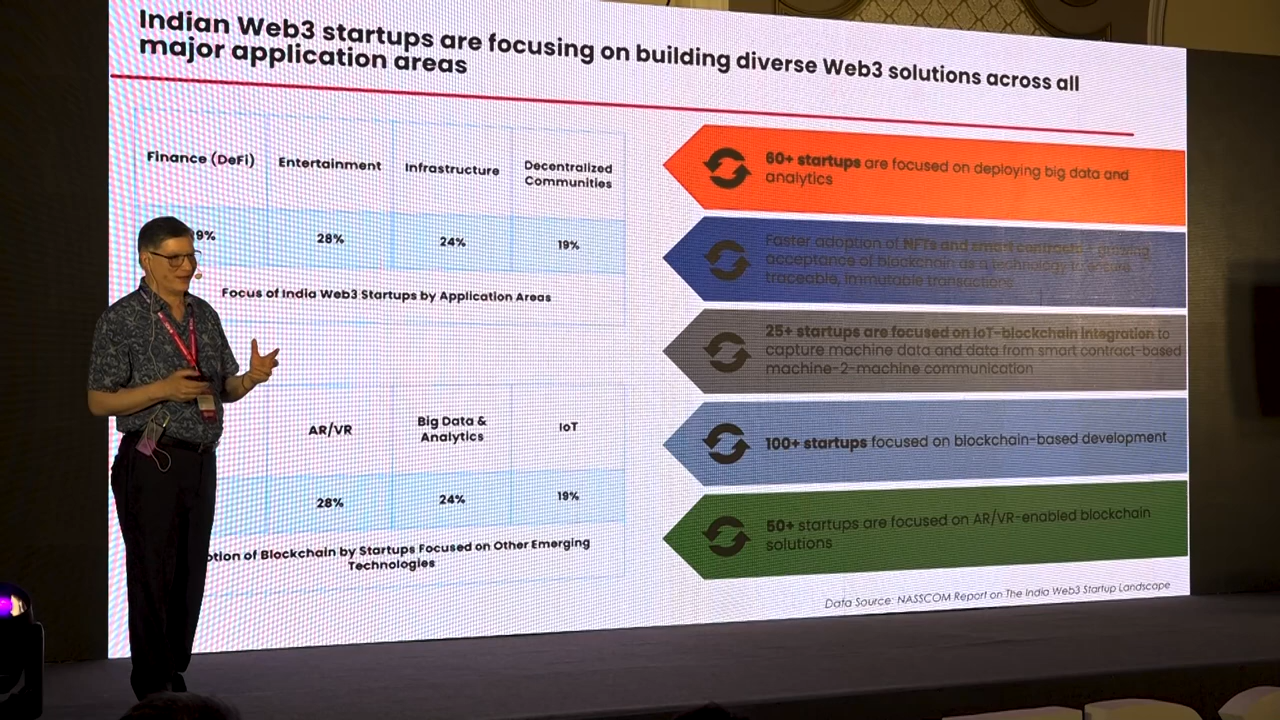 Indian Web3 startups are focusing on building diverse Web3 solutions across all
major application areas
Finance (DeFi)
Entertainment
Infrastructure
Decentralized
Communities
9%
28%
24%
19%
Focus of India Web3 Startups by Application Areas
AR/VR
Big Data &
Analytics
IoT
28%
24%
19%
of Blockchain by Startups Focused on Other Emerging
Technologies
60+ startups are focused on deploying big data and
analytics
Faster adoption of NFTs and smart contracts
acceptance of blockchain as a technology
traceable, immutable transactions
25+ startups are focused on IoT-blockchain integration to
capture machine data and data from smart contract-based
machine-2-machine communication
100+ startups focused on blockchain-based development
50+ startups are focused on AR/VR-enabled blockchain
solutions
Data Source: NASSCOM Report on The India Web3 Startup Landscape